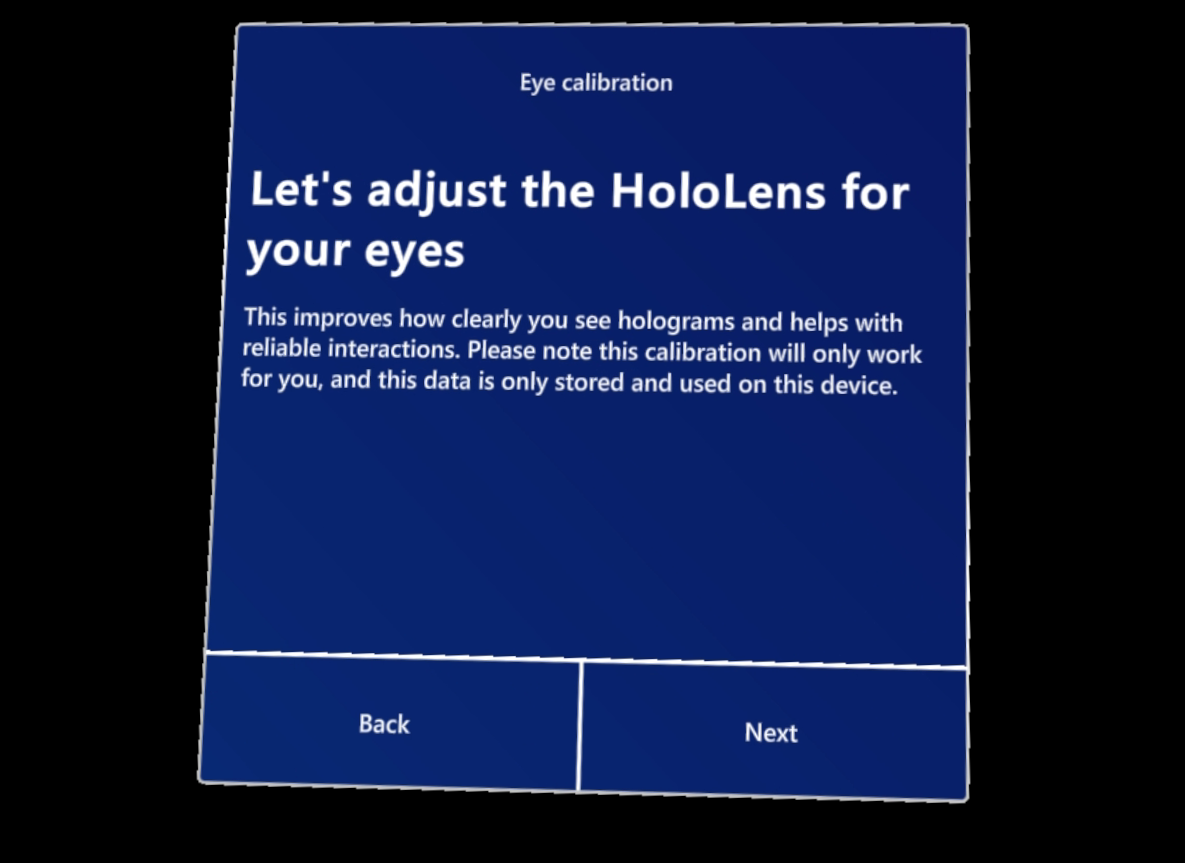 Eye calibration
Let's adjust the HoloLens for
your eyes
This improves how clearly you see holograms and helps with
reliable interactions. Please note this calibration will only work
for you, and this data is only stored and used on this device.
Back
Next